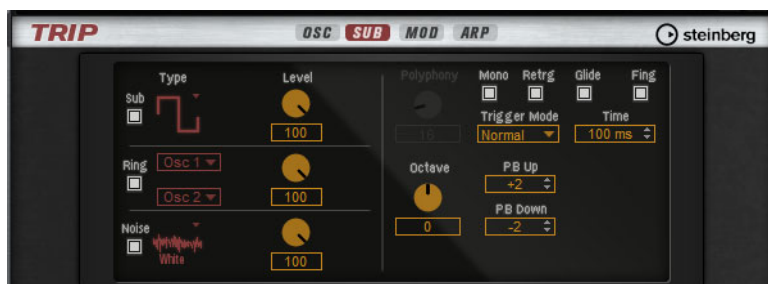 TRIP
OSC SUB MOD ARP
steinberg
Type Level
Sub
100
Ring Osc 1
Osc 2
100
Noise
White
100
Polyphony
16
Mono Retrg Glide Fing
Trigger Mode
Normal
Time
100 ms
Octave
0
PB Up
+2
PB Down
-2